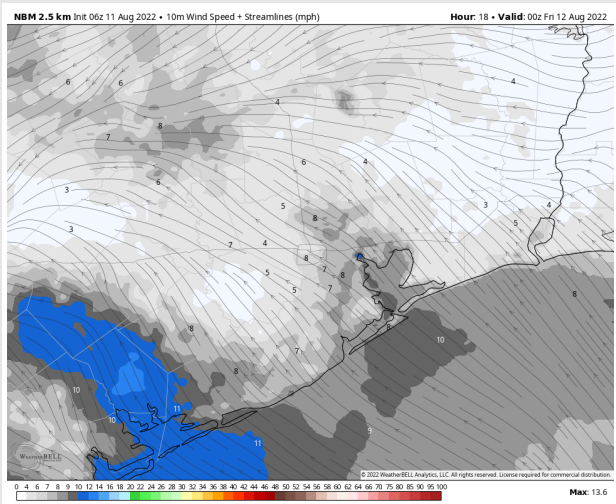 NBM 2.5 km Init 06z 11 Aug 2022 • 10m Wind Speed + Streamlines (mph) Hour: 18 • Valid: 00z Fri 12 Aug 2022
6 6 4
4
8
7
6 4
6
3 3 4
5
8 5
3
7 4
8
7
5 8
5 7 8
8 8
10
7
8
10
11
10 9
11
WEATHERBELL
© 2022 WeatherBELL Analytics, LLC. All rights reserved. License required for commercial distribution.
0 4 6 7 8 9 10 12 14 16 18 20 22 24 26 28 30 32 34 36 38 40 42 44 46 48 50 52 54 56 58 60 62 64 66 70 75 80 85 90 95 100
Max: 13.6